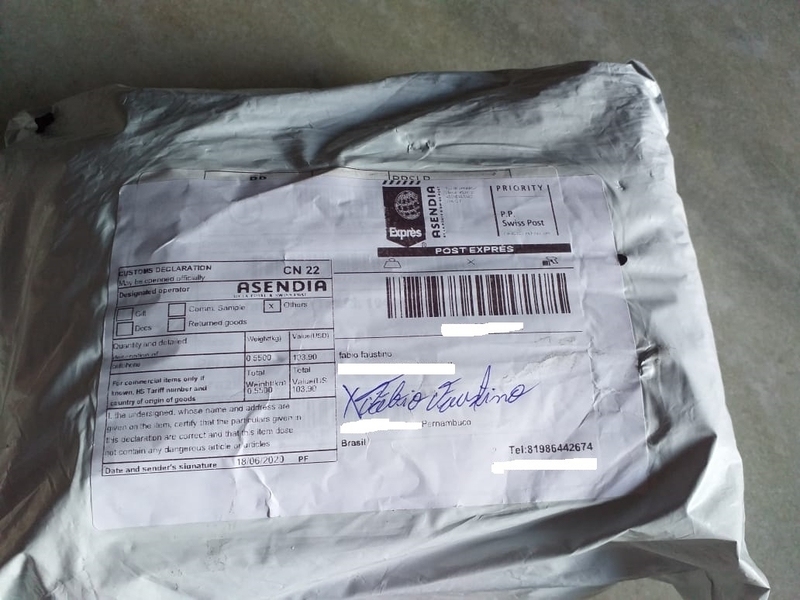 PRIORITY
P.P.
Swiss Post
ASENDIA
Exprès
POST EXPRÉS
CUSTOMS DECLARATION
CN 22
May be openned officially
Designated operator
ASENDIA
Gift
Comm. Sample
X
Others
Docs
Returned goods
Quantity and detailed
description of
Weight(kg)
Value(USD)
0.5500
103.90
For commercial items only if
known, HS Tariff number and
country of origin of goods
Total
Weight(kg)
0.5500
Total
Value(US
103.90
I, the undersigned, whose name and address are
given on the item, certify that the particulars given in
this declaration are correct and that this item dose
not contain any dangerous article or articles
Date and sender's signature
18/06/2020
PF
fabio faustino
X Fabio Faustino
Pernambuco
Brasil
Tel:81986442674